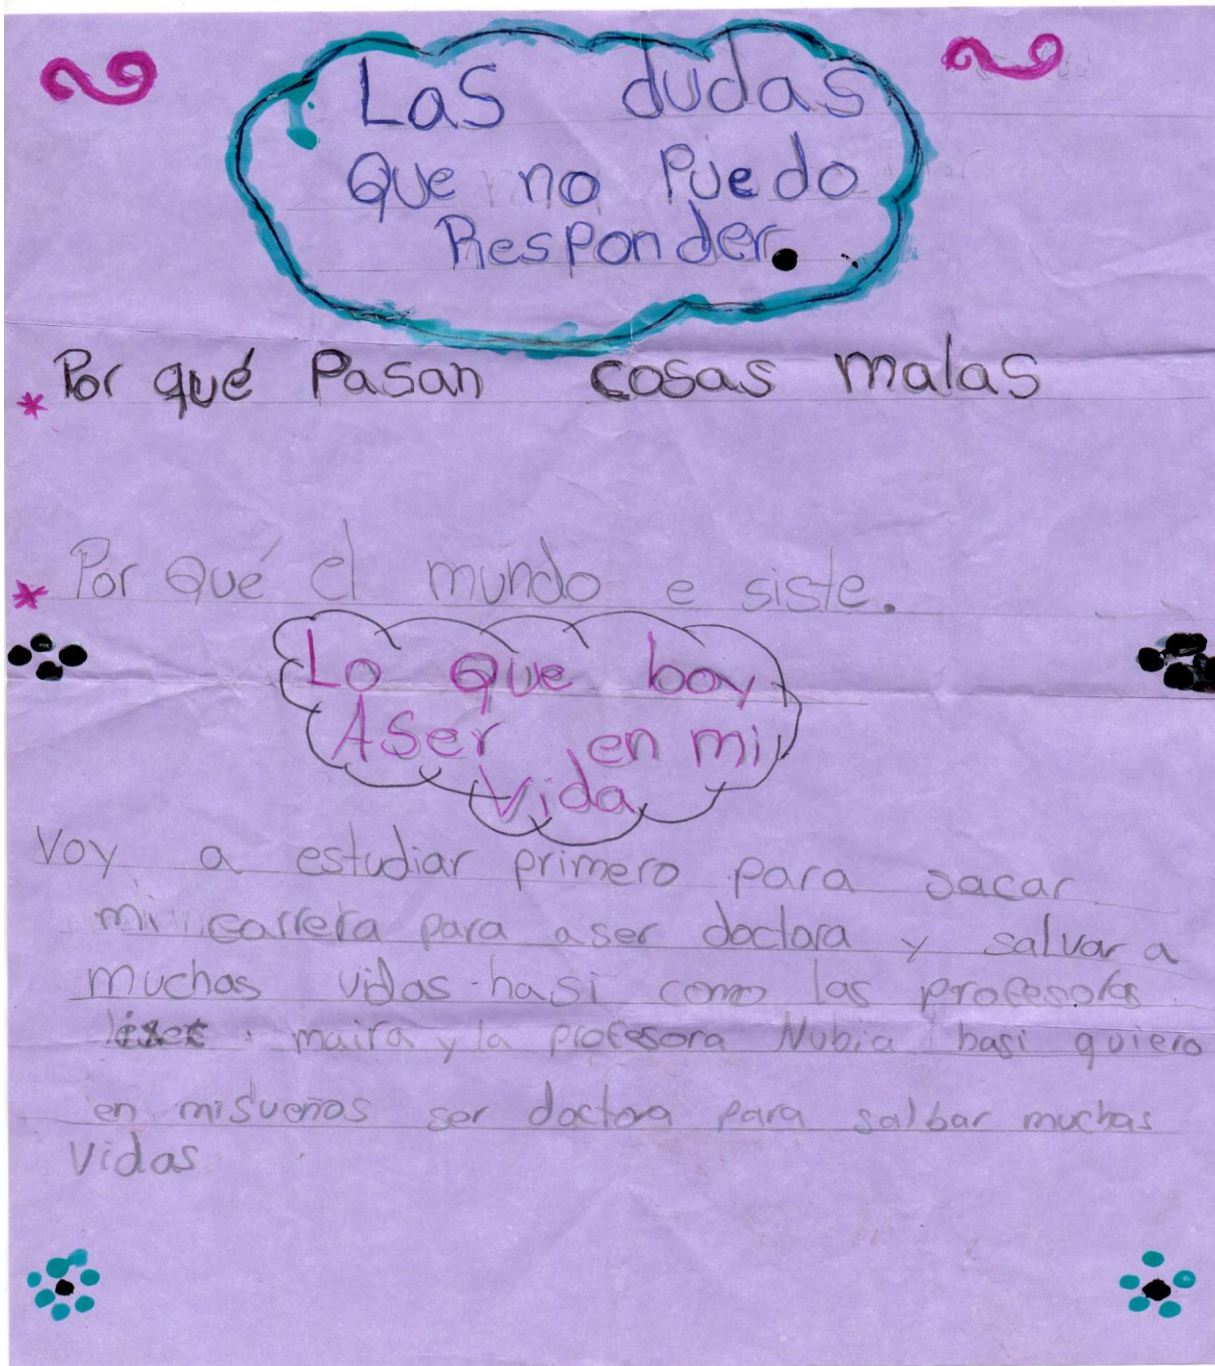 Las dudas
Que no Puedo
Responder.
* Por qué Pasan cosas malas
* Por Qué el mundo e siste.
Lo que boy
Aser en mi
Vida
Voy a estudiar primero para sacar
mi carrera para aser doctora y salvar a
muchas vidas hasi como las profesoras
maira y la profesora Nubia hasi quiero
en misueños ser doctora para salbar muchas
vidas